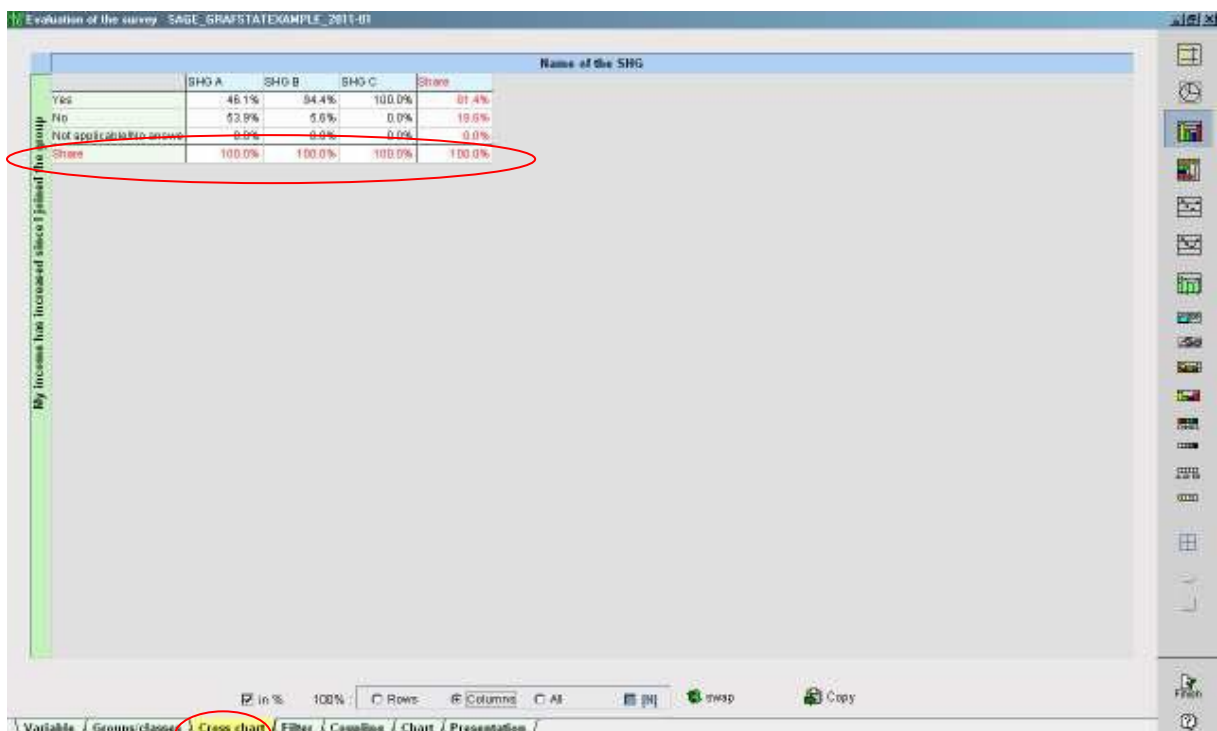 Evaluation of the survey SAGE_GRAFSTATEXAMPLE_2011-01
Name of the SHG
SHG A SHG B SHG C Share
Yes 46.1% 94.4% 100.0% 81.4%
No 53.9% 5.6% 0.0% 18.6%
Not applicable/No answe 0.0% 0.0% 0.0% 0.0%
Share 100.0% 100.0% 100.0% 100.0%
My income has increased since I joined the group
in % 100% Rows Columns All [N] swap Copy
Finish
Variable Groups/classes Cross chart Filter Coupling Chart Presentation